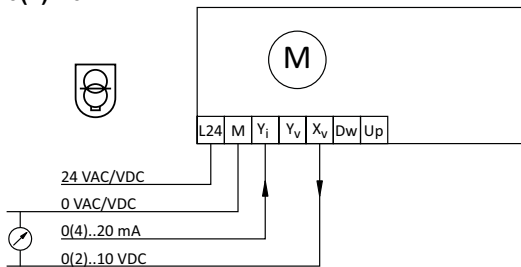 M
L24 M Yi Yv Xv Dw Up
24 VAC/VDC
0 VAC/VDC
0(4)..20 mA
0(2)..10 VDC